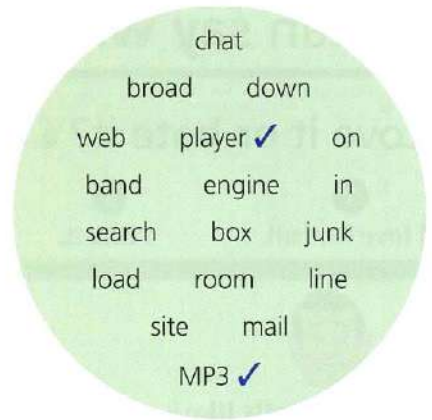 chat
broad down
web player ✓ on
band engine in
search box junk
load room line
site mail
MP3 ✓